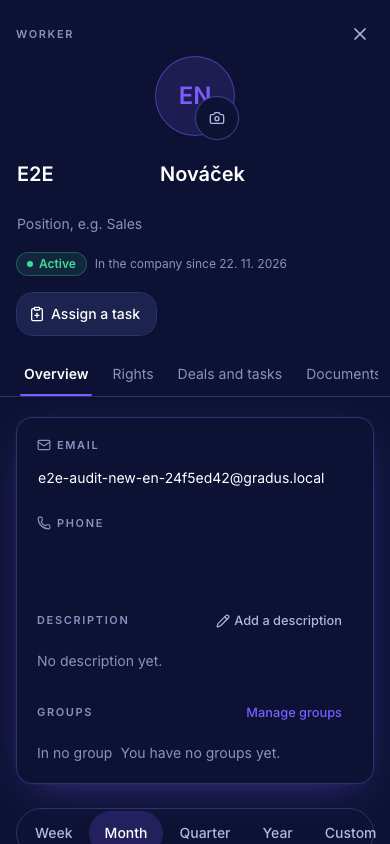 WORKER
EN
E2E Nováček
Position, e.g. Sales
Active In the company since 22. 11. 2026
Assign a task
Overview Rights Deals and tasks Documents
EMAIL
e2e-audit-new-en-24f5ed42@gradus.local
PHONE
DESCRIPTION Add a description
No description yet.
GROUPS Manage groups
In no group You have no groups yet.
Week Month Quarter Year Custom